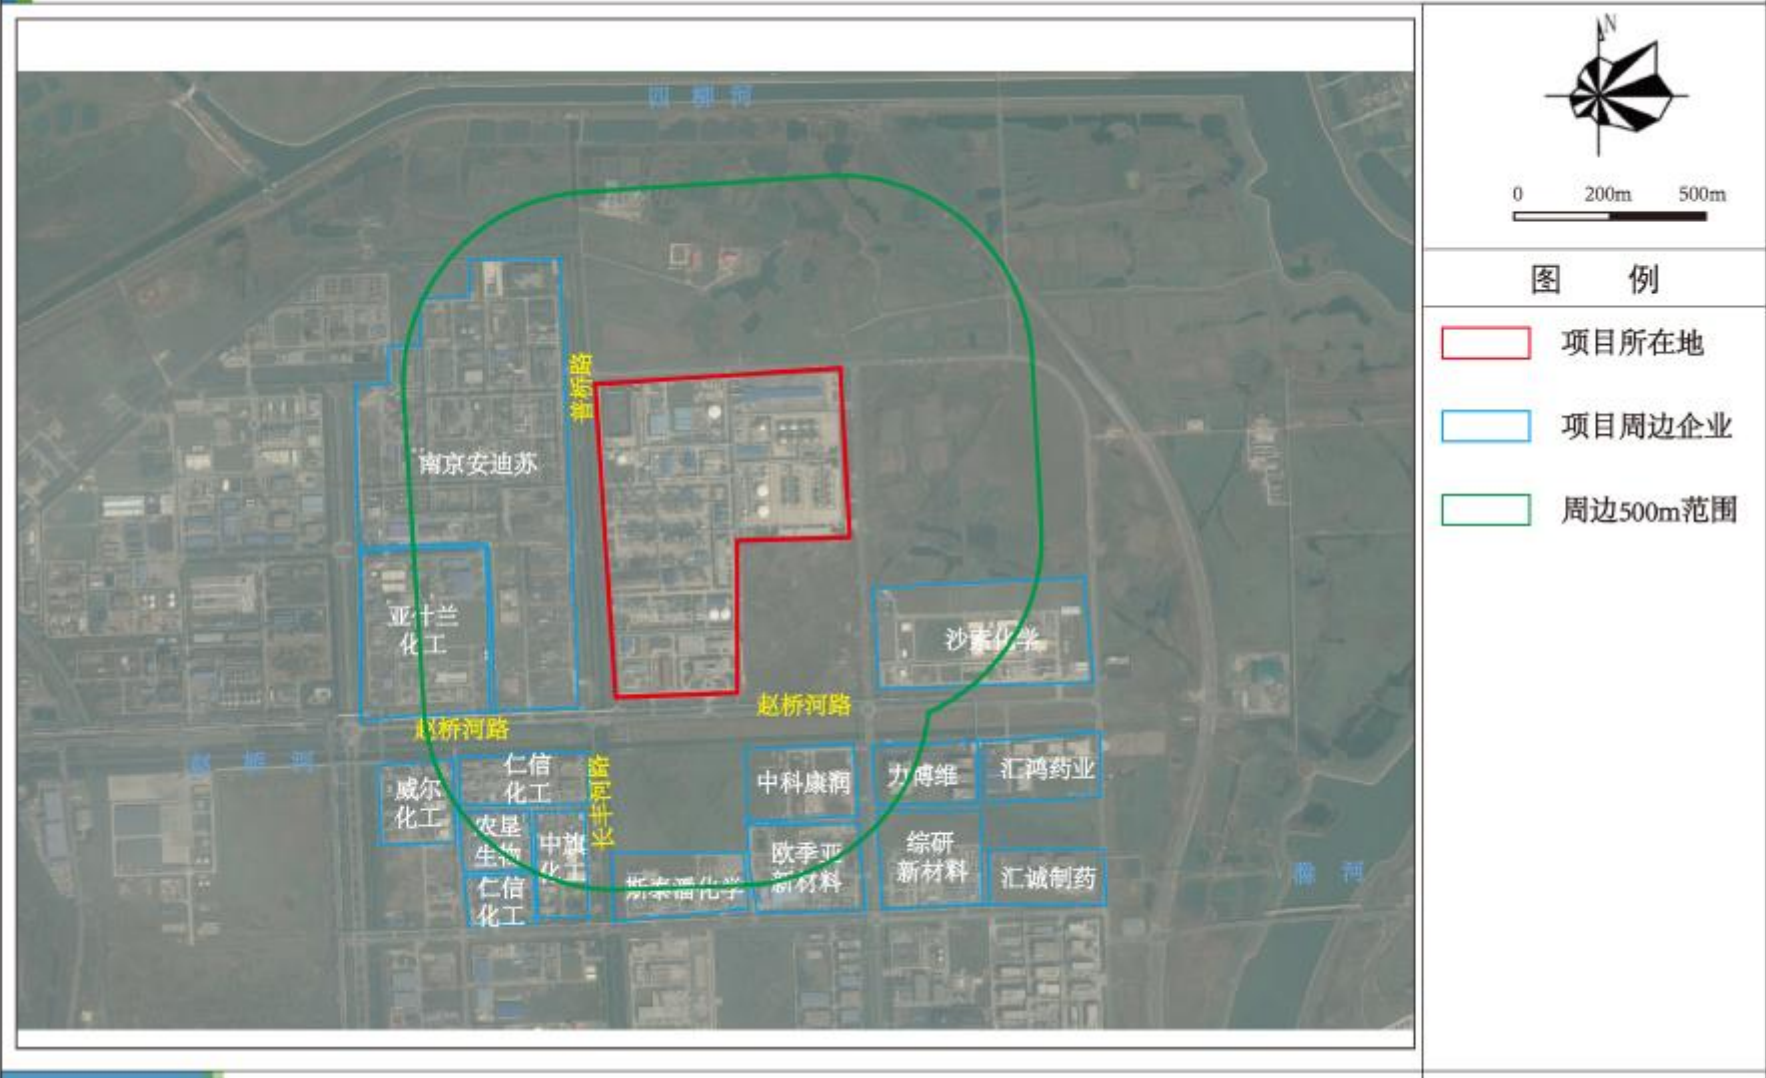 四柳河
N
0 200m 500m
图例
项目所在地
项目周边企业
周边500m范围
普桥路
南京安迪苏
亚什兰
化工
沙索化学
赵桥河路
赵桥河路
赵桥河
长丰河路
威尔
化工
仁信
化工
农垦
生物
中旗
化工
仁信
化工
斯泰潘化学
中科康润
欧季亚
新材料
力博维
汇鸿药业
综研
新材料
汇诚制药
滁河